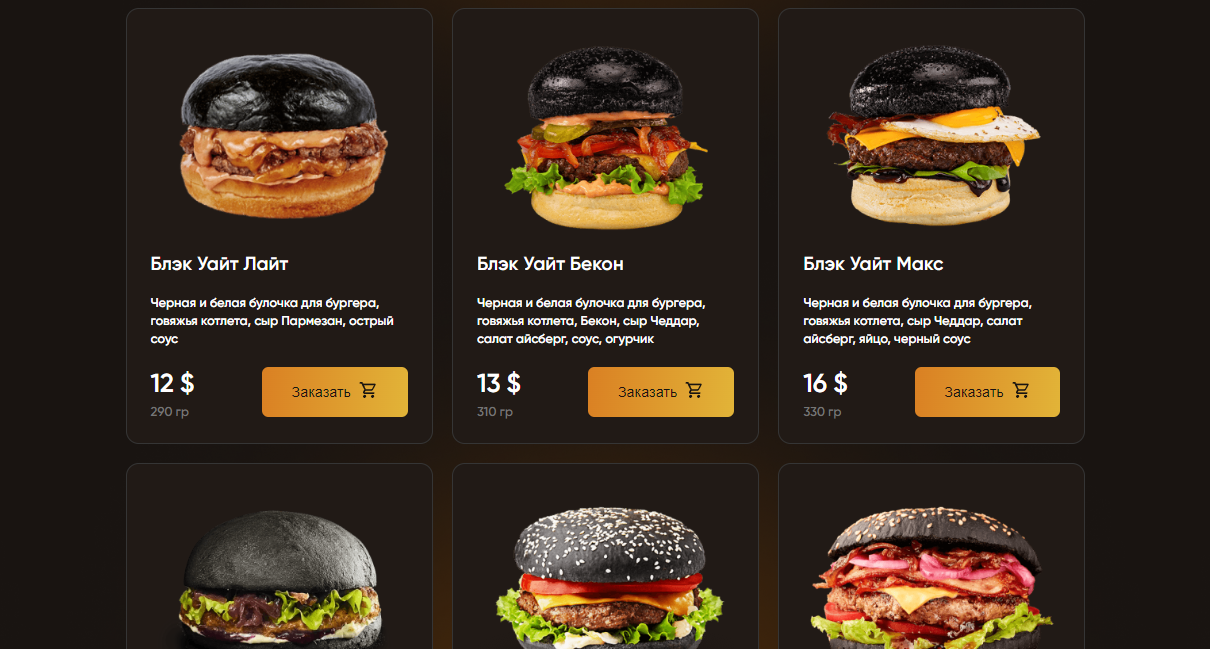 Блэк Уайт Лайт
Черная и белая булочка для бургера,
говяжья котлета, сыр Пармезан, острый
соус
12 $
290 гр
Заказать
Блэк Уайт Бекон
Черная и белая булочка для бургера,
говяжья котлета, Бекон, сыр Чеддар,
салат айсберг, соус, огурчик
13 $
310 гр
Заказать
Блэк Уайт Макс
Черная и белая булочка для бургера,
говяжья котлета, сыр Чеддар, салат
айсберг, яйцо, черный соус
16 $
330 гр
Заказать